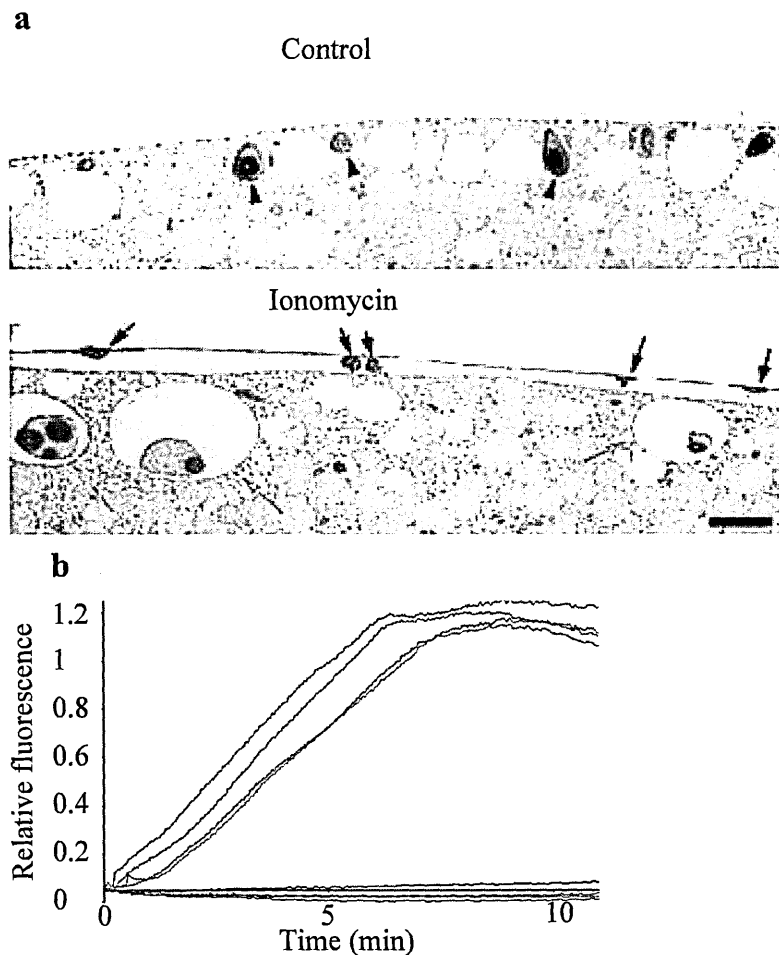 a
Control
Ionomycin
b
1.2
1
0.8
0.6
0.4
0.2
0
Relative fluorescence
0 5 10
Time (min)